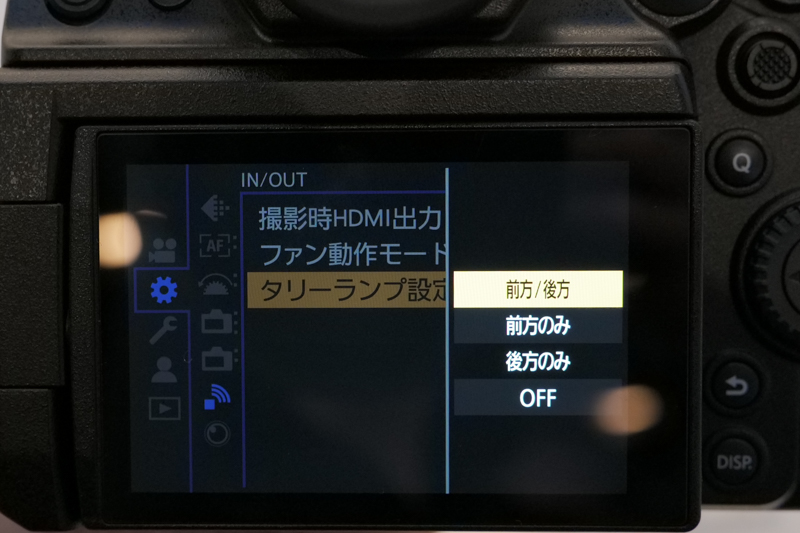 IN/OUT
撮影時HDMI出力
ファン動作モード
タリーランプ設定
前方/後方
前方のみ
後方のみ
OFF
AF
Q
DISP.